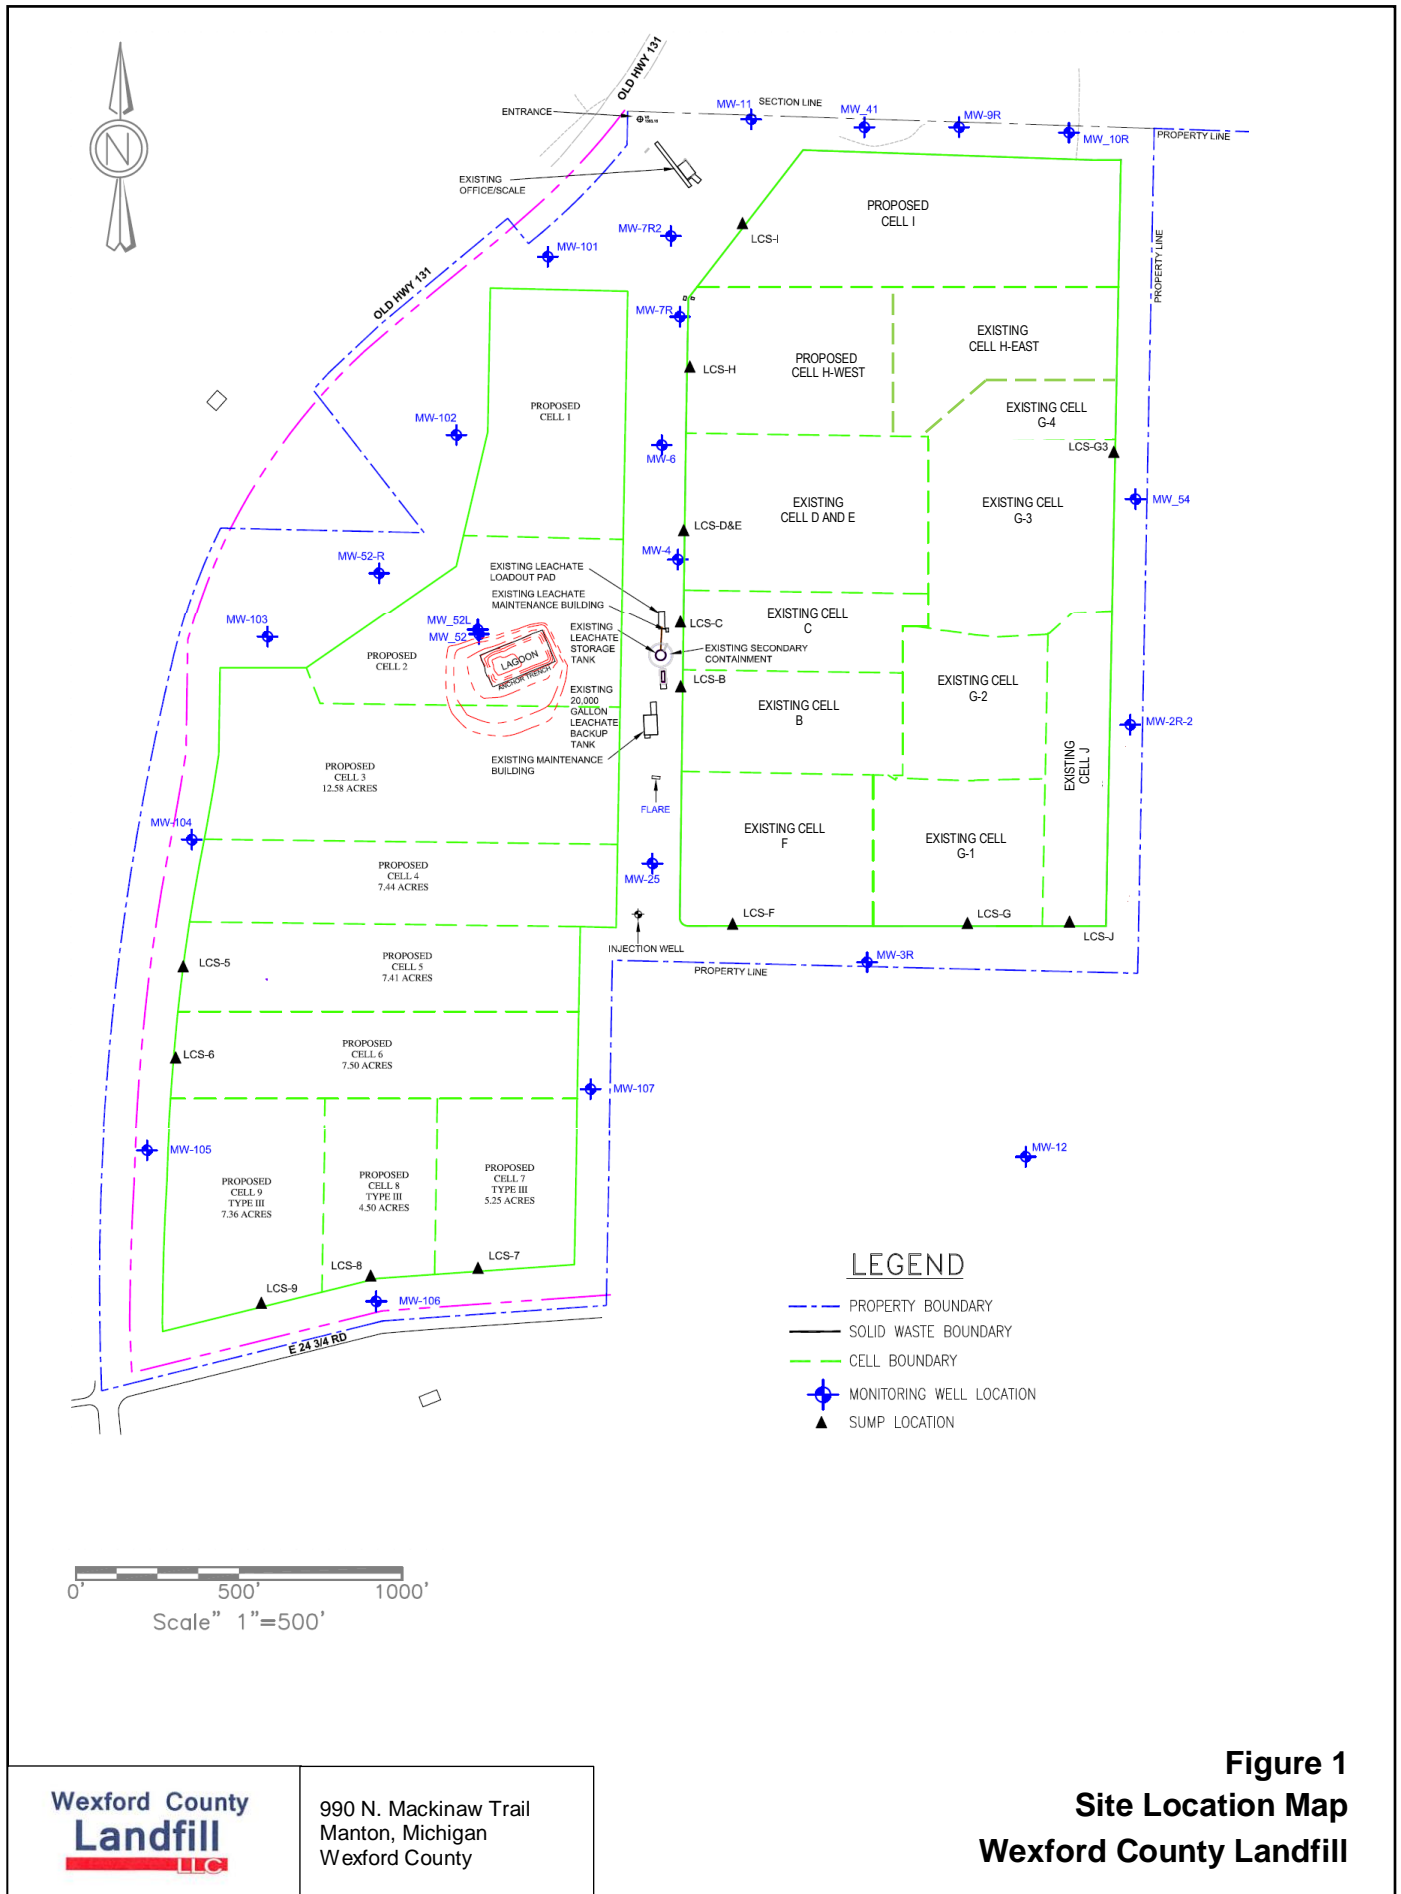 OLD HWY 131
ENTRANCE
MW-11
SECTION LINE
MW_41
MW-9R
MW_10R
PROPERTY LINE
N
EXISTING
OFFICE/SCALE
PROPOSED
CELL I
MW-7R2
LCS-I
MW-101
PROPERTY LINE
OLD HWY 131
MW-7R
EXISTING
CELL H-EAST
PROPOSED
CELL H-WEST
LCS-H
PROPOSED
CELL 1
EXISTING CELL
G-4
MW-102
MW-6
LCS-G3
EXISTING
CELL D AND E
EXISTING CELL
G-3
MW_54
LCS-D&E
MW-4
MW-52-R
EXISTING LEACHATE
LOADOUT PAD
EXISTING LEACHATE
MAINTENANCE BUILDING
MW-103
MW_52L
MW_52
EXISTING
LEACHATE
STORAGE
TANK
LCS-C
EXISTING CELL
C
PROPOSED
CELL 2
LAGOON
ANCHOR TRENCH
EXISTING SECONDARY
CONTAINMENT
LCS-B
EXISTING CELL
G-2
EXISTING
20,000
GALLON
LEACHATE
BACKUP
TANK
EXISTING CELL
B
MW-2R-2
EXISTING
CELL J
EXISTING MAINTENANCE
BUILDING
PROPOSED
CELL 3
12.58 ACRES
FLARE
MW-104
EXISTING CELL
F
EXISTING CELL
G-1
PROPOSED
CELL 4
7.44 ACRES
MW-25
LCS-F
LCS-G
LCS-J
INJECTION WELL
MW-3R
PROPERTY LINE
LCS-5
PROPOSED
CELL 5
7.41 ACRES
LCS-6
PROPOSED
CELL 6
7.50 ACRES
MW-107
MW-105
MW-12
PROPOSED
CELL 9
TYPE III
7.36 ACRES
PROPOSED
CELL 8
TYPE III
4.50 ACRES
PROPOSED
CELL 7
TYPE III
5.25 ACRES
LCS-7
LCS-8
LCS-9
MW-106
E 24 3/4 RD
LEGEND
PROPERTY BOUNDARY
SOLID WASTE BOUNDARY
CELL BOUNDARY
MONITORING WELL LOCATION
SUMP LOCATION
0' 500' 1000'
Scale" 1"=500'
Wexford County
Landfill
LLC
990 N. Mackinaw Trail
Manton, Michigan
Wexford County
Figure 1
Site Location Map
Wexford County Landfill